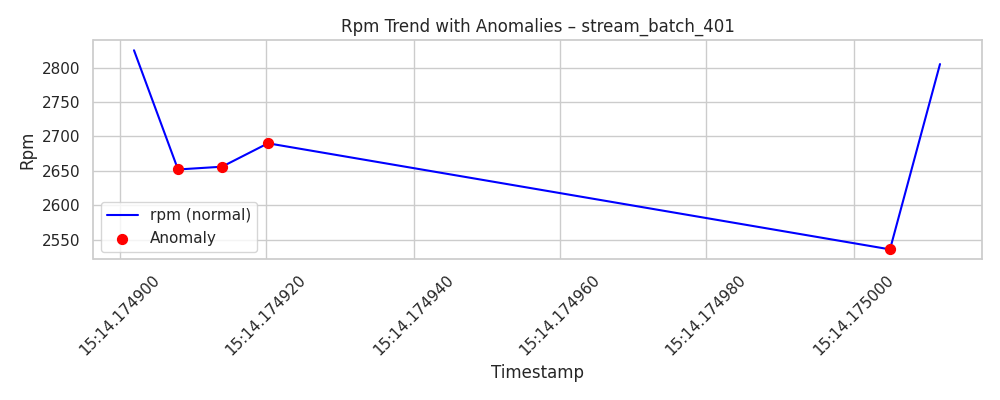 Rpm Trend with Anomalies – stream_batch_401
Rpm
2800
2750
2700
2650
2600
2550
rpm (normal)
Anomaly
15:14.174900
15:14.174920
15:14.174940
15:14.174960
15:14.174980
15:14.175000
Timestamp